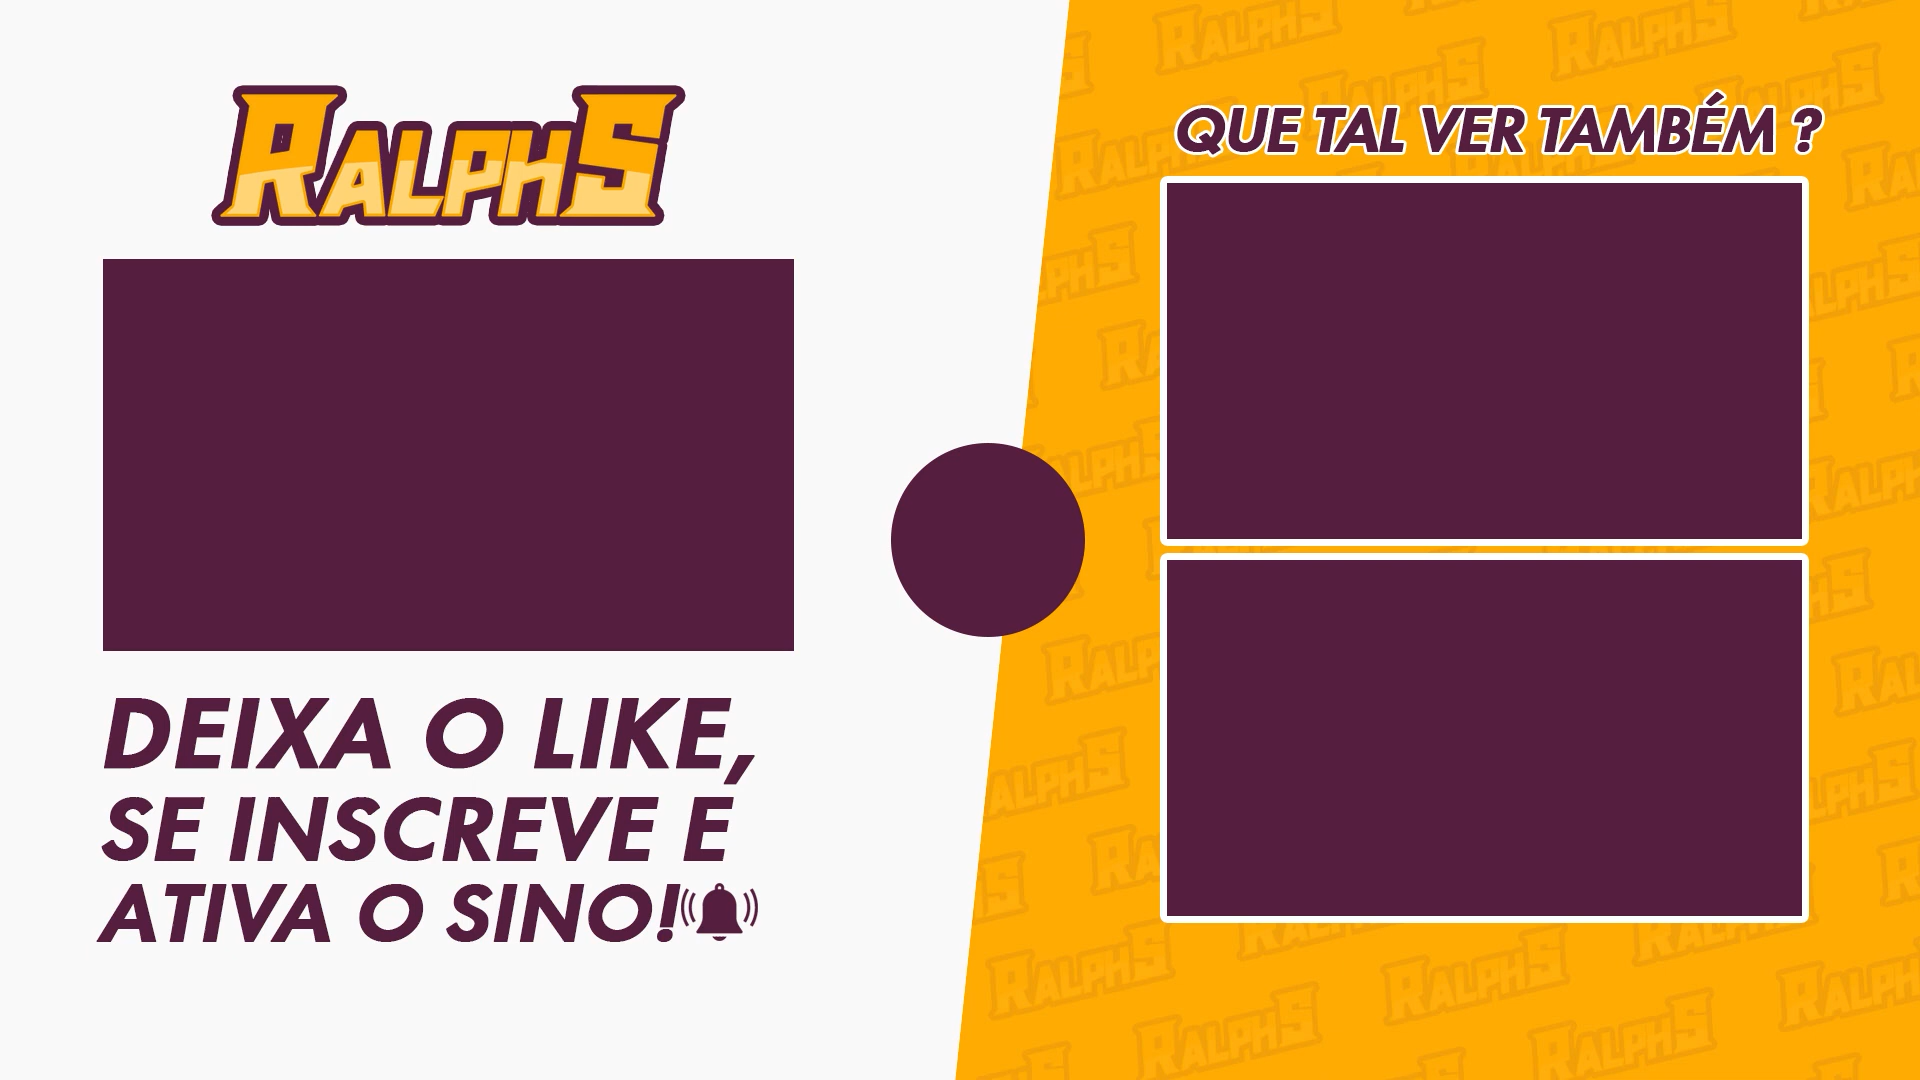 RALPHS
DEIXA O LIKE,
SE INSCREVE E
ATIVA O SINO!
QUE TAL VER TAMBÉM ?